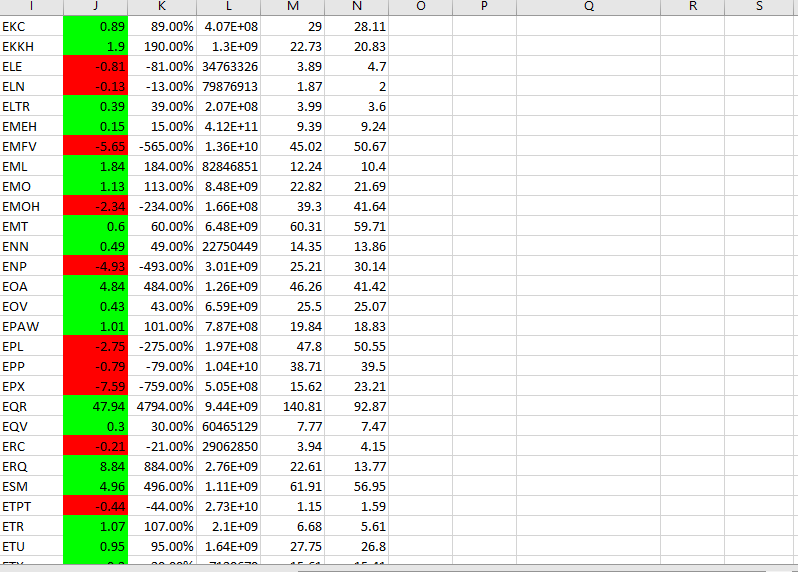 I J K L M N O P Q R S
EKC 0.89 89.00% 4.07E+08 29 28.11
EKKH 1.9 190.00% 1.3E+09 22.73 20.83
ELE -0.81 -81.00% 34763326 3.89 4.7
ELN -0.13 -13.00% 79876913 1.87 2
ELTR 0.39 39.00% 2.07E+08 3.99 3.6
EMEH 0.15 15.00% 4.12E+11 9.39 9.24
EMFV -5.65 -565.00% 1.36E+10 45.02 50.67
EML 1.84 184.00% 82846851 12.24 10.4
EMO 1.13 113.00% 8.48E+09 22.82 21.69
EMOH -2.34 -234.00% 1.66E+08 39.3 41.64
EMT 0.6 60.00% 6.48E+09 60.31 59.71
ENN 0.49 49.00% 22750449 14.35 13.86
ENP -4.93 -493.00% 3.01E+09 25.21 30.14
EOA 4.84 484.00% 1.26E+09 46.26 41.42
EOV 0.43 43.00% 6.59E+09 25.5 25.07
EPAW 1.01 101.00% 7.87E+08 19.84 18.83
EPL -2.75 -275.00% 1.97E+08 47.8 50.55
EPP -0.79 -79.00% 1.04E+10 38.71 39.5
EPX -7.59 -759.00% 5.05E+08 15.62 23.21
EQR 47.94 4794.00% 9.44E+09 140.81 92.87
EQV 0.3 30.00% 60465129 7.77 7.47
ERC -0.21 -21.00% 29062850 3.94 4.15
ERQ 8.84 884.00% 2.76E+09 22.61 13.77
ESM 4.96 496.00% 1.11E+09 61.91 56.95
ETPT -0.44 -44.00% 2.73E+10 1.15 1.59
ETR 1.07 107.00% 2.1E+09 6.68 5.61
ETU 0.95 95.00% 1.64E+09 27.75 26.8